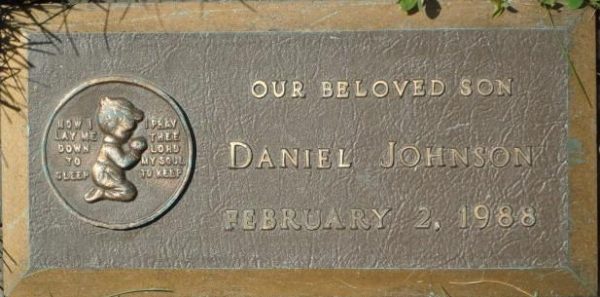 OUR BELOVED SON
NOW I
LAY ME
DOWN
TO
SLEEP
I PRAY
THEE
LORD
MY SOUL
TO KEEP
DANIEL JOHNSON
FEBRUARY 2, 1988